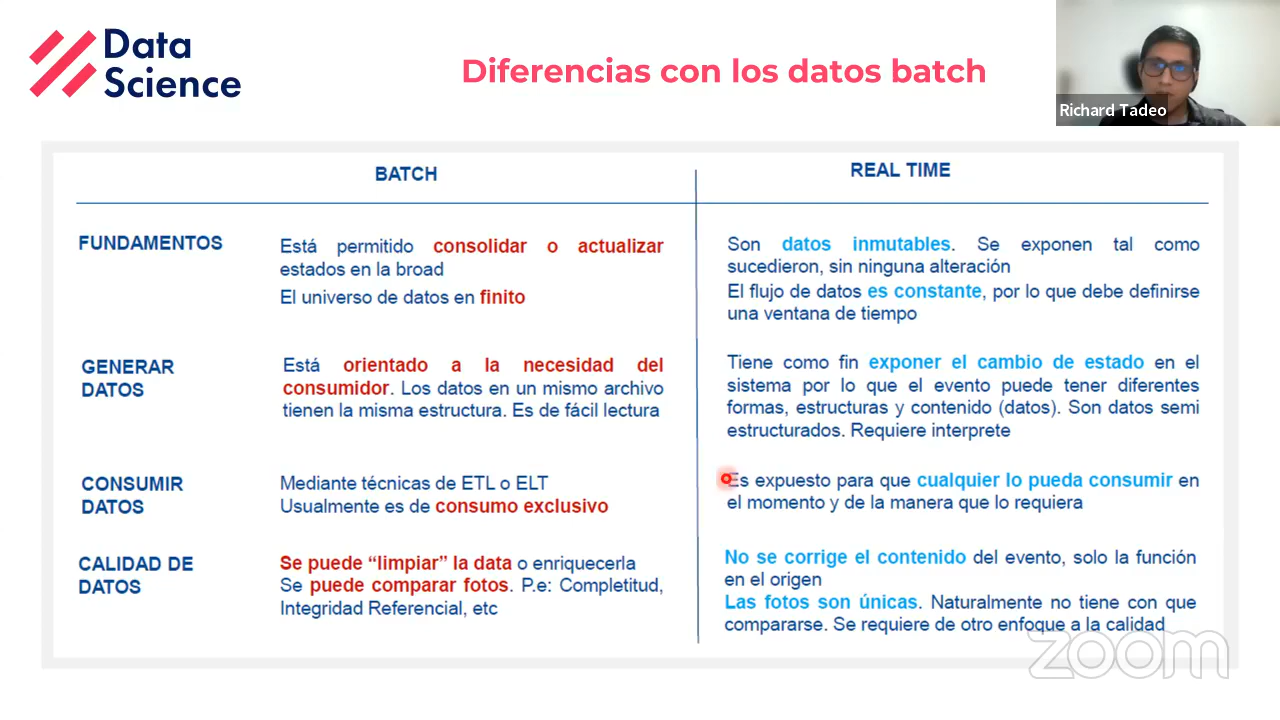 Data
Science
Diferencias con los datos batch
Richard Tadeo
BATCH
REAL TIME
FUNDAMENTOS
Está permitido consolidar o actualizar
estados en la broad
El universo de datos en finito
Son datos inmutables. Se exponen tal como
sucedieron, sin ninguna alteración
El flujo de datos es constante, por lo que debe definirse
una ventana de tiempo
GENERAR
DATOS
Está orientado a la necesidad del
consumidor. Los datos en un mismo archivo
tienen la misma estructura. Es de fácil lectura
Tiene como fin exponer el cambio de estado en el
sistema por lo que el evento puede tener diferentes
formas, estructuras y contenido (datos). Son datos semi
estructurados. Requiere interprete
CONSUMIR
DATOS
Mediante técnicas de ETL o ELT
Usualmente es de consumo exclusivo
Es expuesto para que cualquier lo pueda consumir en
el momento y de la manera que lo requiera
CALIDAD DE
DATOS
Se puede “limpiar” la data o enriquecerla
Se puede comparar fotos. P.e: Completitud,
Integridad Referencial, etc
No se corrige el contenido del evento, solo la función
en el origen
Las fotos son únicas. Naturalmente no tiene con que
compararse. Se requiere de otro enfoque a la calidad
zoom